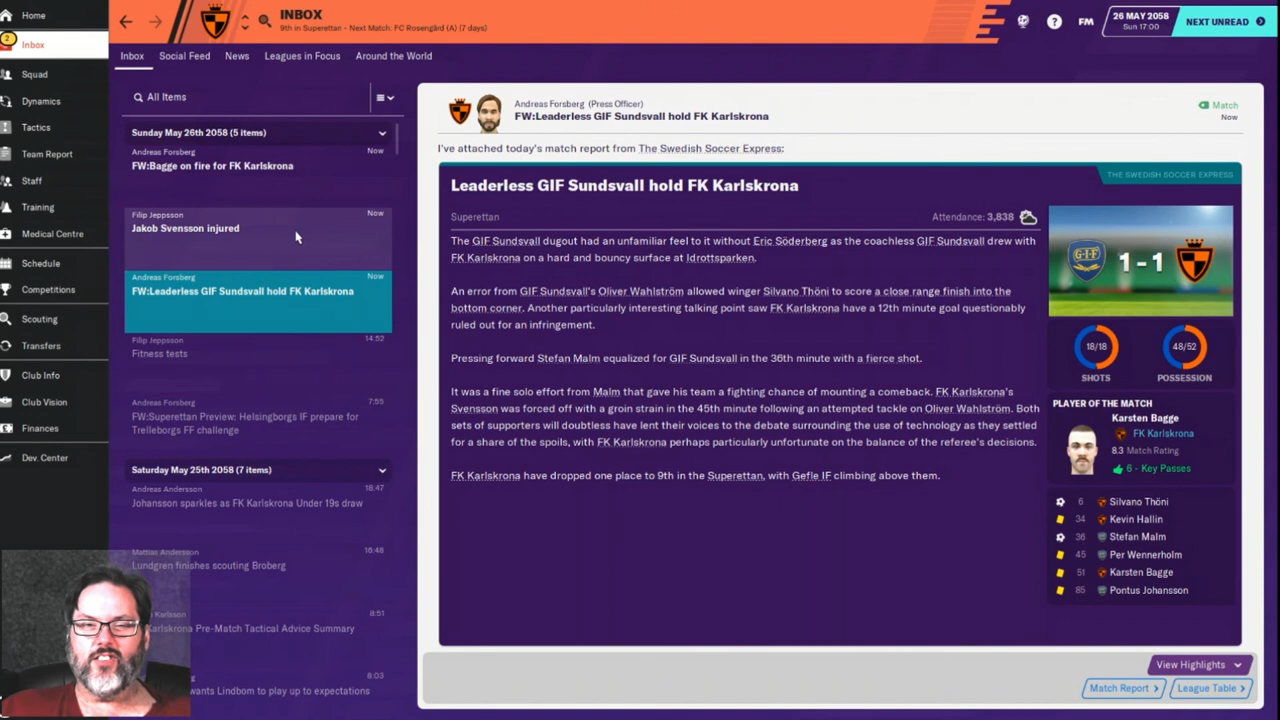 Home
2
Inbox
Squad
Dynamics
Tactics
Team Report
Staff
Training
Medical Centre
Schedule
Competitions
Scouting
Transfers
Club Info
Club Vision
Finances
Dev. Center
INBOX
9th in Superettan - Next Match: FC Rosengård (A) (7 days)
?
FM
26 MAY 2058
Sun 17:00
NEXT UNREAD
Inbox Social Feed News Leagues in Focus Around the World
All Items
Sunday May 26th 2058 (5 items)
Andreas Forsberg Now
FW:Bagge on fire for FK Karlskrona
Filip Jeppsson Now
Jakob Svensson injured
Andreas Forsberg Now
FW:Leaderless GIF Sundsvall hold FK Karlskrona
Filip Jeppsson 14:52
Fitness tests
Andreas Forsberg 7:55
FW:Superettan Preview: Helsingborgs IF prepare for
Trelleborgs FF challenge
Saturday May 25th 2058 (7 items)
Andreas Andersson 18:47
Johansson sparkles as FK Karlskrona Under 19s draw
Mattias Andersson 16:48
Lundgren finishes scouting Broberg
Karlsson 8:51
Karlskrona Pre-Match Tactical Advice Summary
8:03
wants Lindbom to play up to expectations
Andreas Forsberg (Press Officer)
FW:Leaderless GIF Sundsvall hold FK Karlskrona
Match
Now
I've attached today's match report from The Swedish Soccer Express:
Leaderless GIF Sundsvall hold FK Karlskrona
THE SWEDISH SOCCER EXPRESS
Superettan
Attendance: 3,838
The GIF Sundsvall dugout had an unfamiliar feel to it without Eric Söderberg as the coachless GIF Sundsvall drew with
FK Karlskrona on a hard and bouncy surface at Idrottsparken.
An error from GIF Sundsvall's Oliver Wahlström allowed winger Silvano Thöni to score a close range finish into the
bottom corner. Another particularly interesting talking point saw FK Karlskrona have a 12th minute goal questionably
ruled out for an infringement.
Pressing forward Stefan Malm equalized for GIF Sundsvall in the 36th minute with a fierce shot.
It was a fine solo effort from Malm that gave his team a fighting chance of mounting a comeback. FK Karlskrona's
Svensson was forced off with a groin strain in the 45th minute following an attempted tackle on Oliver Wahlström. Both
sets of supporters will doubtless have lent their voices to the debate surrounding the use of technology as they settled
for a share of the spoils, with FK Karlskrona perhaps particularly unfortunate on the balance of the referee's decisions.
FK Karlskrona have dropped one place to 9th in the Superettan, with Gefle IF climbing above them.
GIF
1 - 1
18/18
SHOTS
48/52
POSSESSION
PLAYER OF THE MATCH
Karsten Bagge
FK Karlskrona
8.3 Match Rating
6 - Key Passes
6 Silvano Thöni
34 Kevin Hallin
36 Stefan Malm
45 Per Wennerholm
51 Karsten Bagge
85 Pontus Johansson
View Highlights
Match Report
League Table